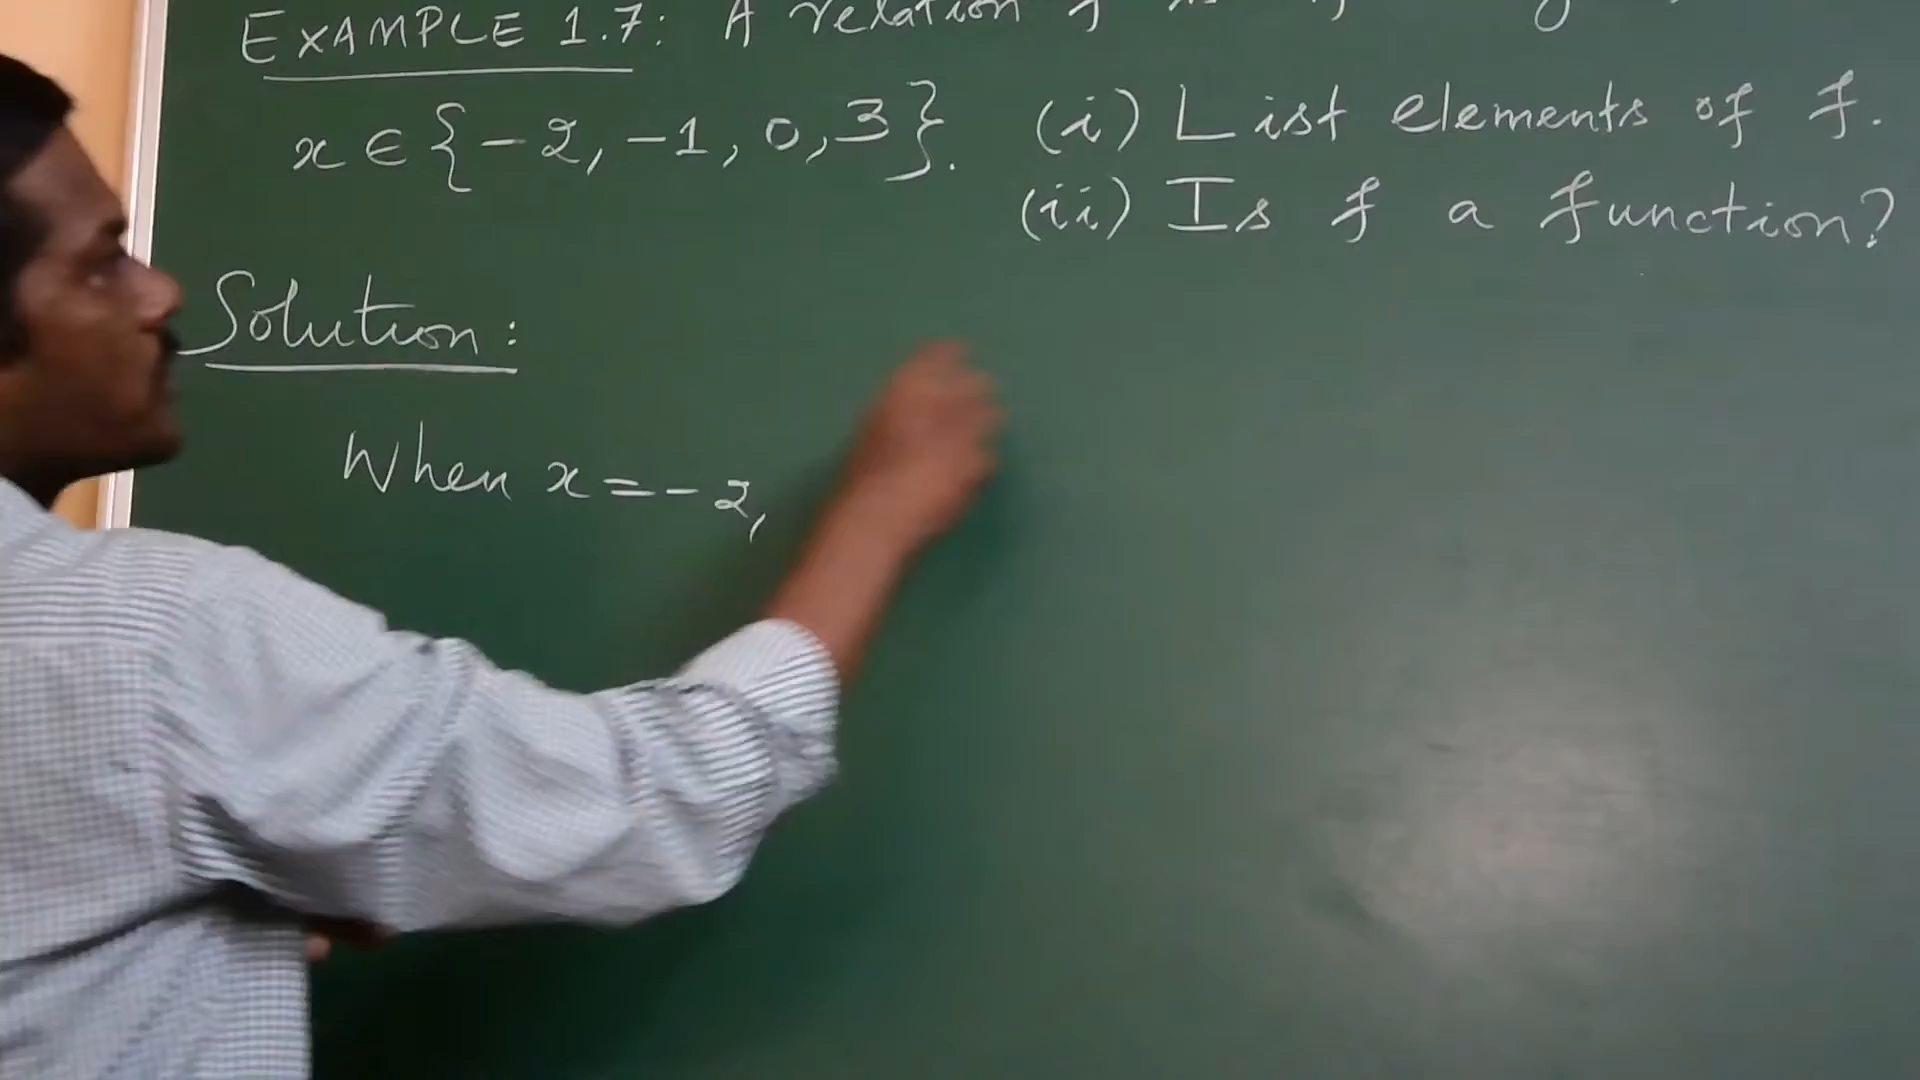 EXAMPLE 1.7: A relation f
x ∈ {-2, -1, 0, 3}. (i) List elements of f.
(ii) Is f a function?
Solution:
When x = -2,